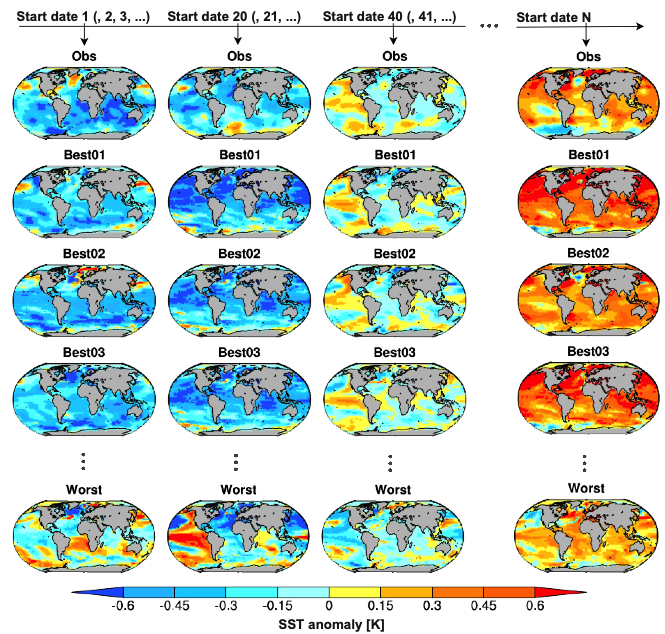 Start date 1 (, 2, 3, ...) Start date 20 (, 21, ...) Start date 40 (, 41, ...) Start date N
Obs Obs Obs Obs
Best01 Best01 Best01 Best01
Best02 Best02 Best02 Best02
Best03 Best03 Best03 Best03
Worst Worst Worst Worst
-0.6 -0.45 -0.3 -0.15 0 0.15 0.3 0.45 0.6
SST anomaly [K]